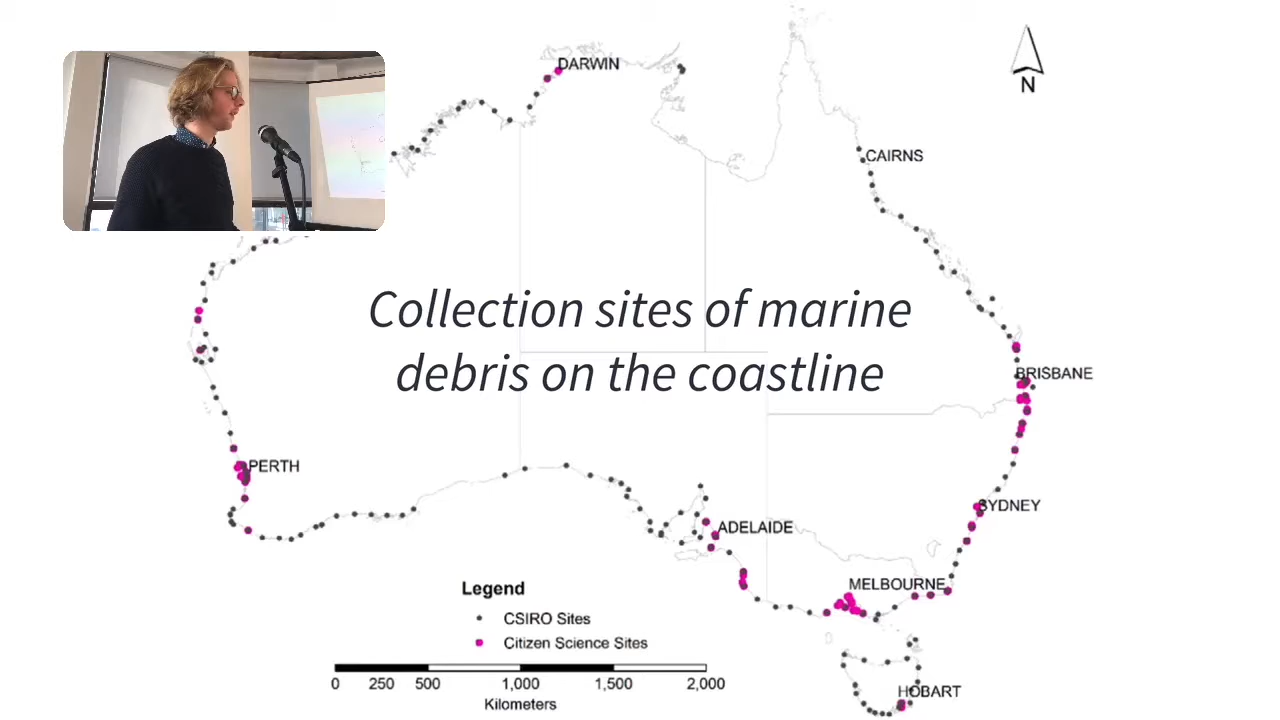 DARWIN
N
CAIRNS
Collection sites of marine
debris on the coastline
BRISBANE
PERTH
SYDNEY
ADELAIDE
MELBOURNE
Legend
CSIRO Sites
Citizen Science Sites
0 250 500 1,000 1,500 2,000
Kilometers
HOBART